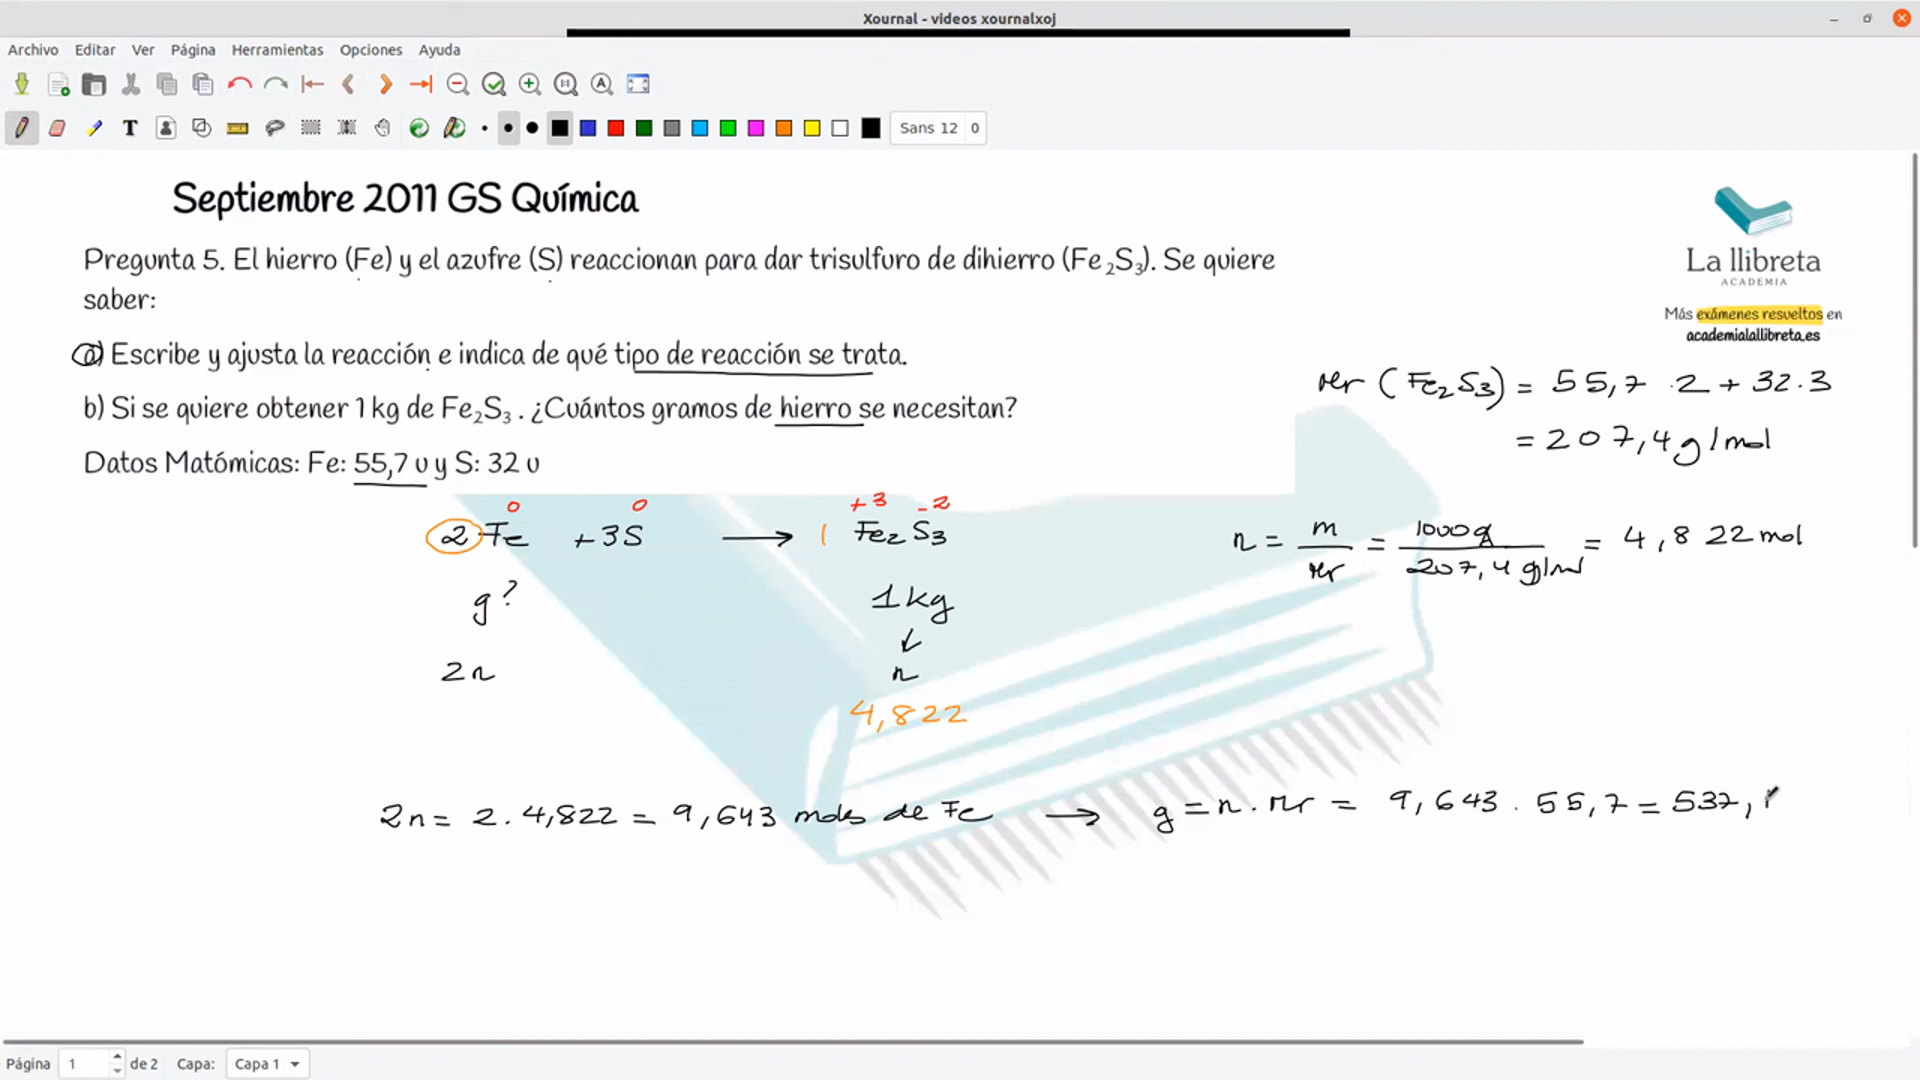 Xournal - videos xournalxoj
Archivo Editar Ver Página Herramientas Opciones Ayuda
Sans 12 0
Septiembre 2011 GS Química
Pregunta 5. El hierro (Fe) y el azufre (S) reaccionan para dar trisulfuro de dihierro (Fe₂S₃). Se quiere
saber:
a) Escribe y ajusta la reacción e indica de qué tipo de reacción se trata.
b) Si se quiere obtener 1 kg de Fe₂S₃. ¿Cuántos gramos de hierro se necesitan?
Datos Matómicas: Fe: 55,7 u y S: 32 u
La llibreta
ACADEMIA
Más exámenes resueltos en
academialallibreta.es
Mr (Fe₂S₃) = 55,7 · 2 + 32 · 3
= 207,4 g/mol
0 0 +3 -2
2 Fe + 3S → 1 Fe₂S₃
n = m/Mr = 1000g / 207,4 g/mol = 4,822 mol
g? 1 kg
↓
2n n
4,822
2n = 2 · 4,822 = 9,643 moles de Fe → g = n · Mr = 9,643 · 55,7 = 537,
Página 1 de 2 Capa: Capa 1